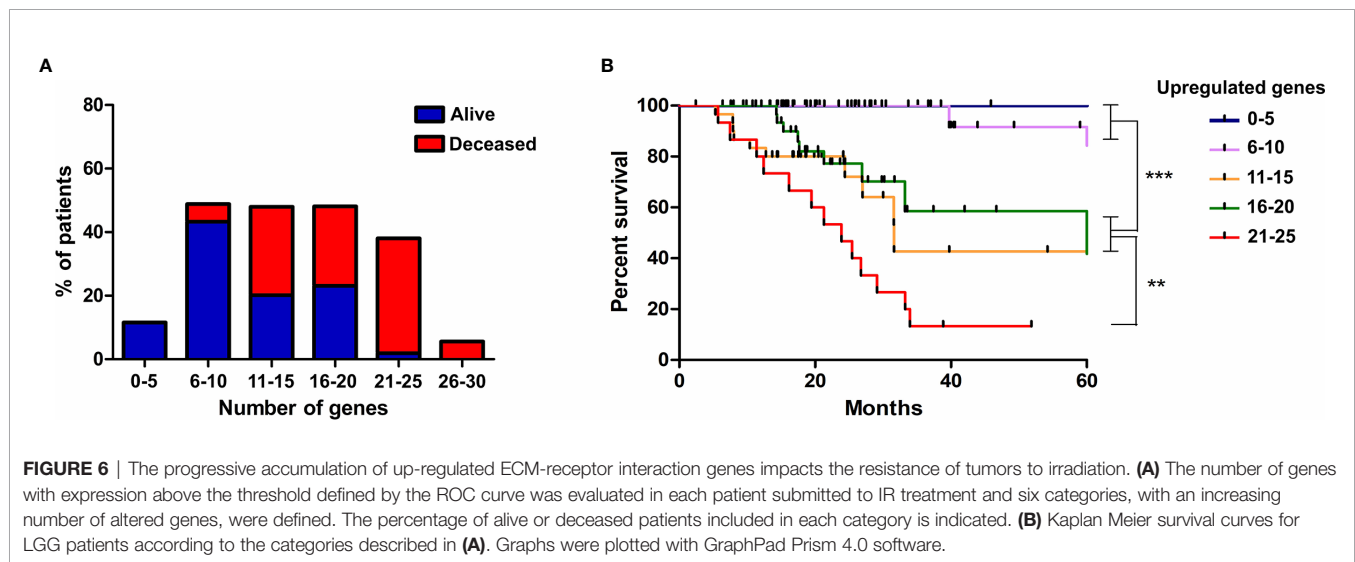 A
80
60
40
20
0
% of patients
Alive
Deceased
0-5 6-10 11-15 16-20 21-25 26-30
Number of genes
B
100
80
60
40
20
0
Percent survival
0 20 40 60
Months
Upregulated genes
0-5
6-10
11-15
16-20
21-25
***
**
FIGURE 6 | The progressive accumulation of up-regulated ECM-receptor interaction genes impacts the resistance of tumors to irradiation. (A) The number of genes
with expression above the threshold defined by the ROC curve was evaluated in each patient submitted to IR treatment and six categories, with an increasing
number of altered genes, were defined. The percentage of alive or deceased patients included in each category is indicated. (B) Kaplan Meier survival curves for
LGG patients according to the categories described in (A). Graphs were plotted with GraphPad Prism 4.0 software.